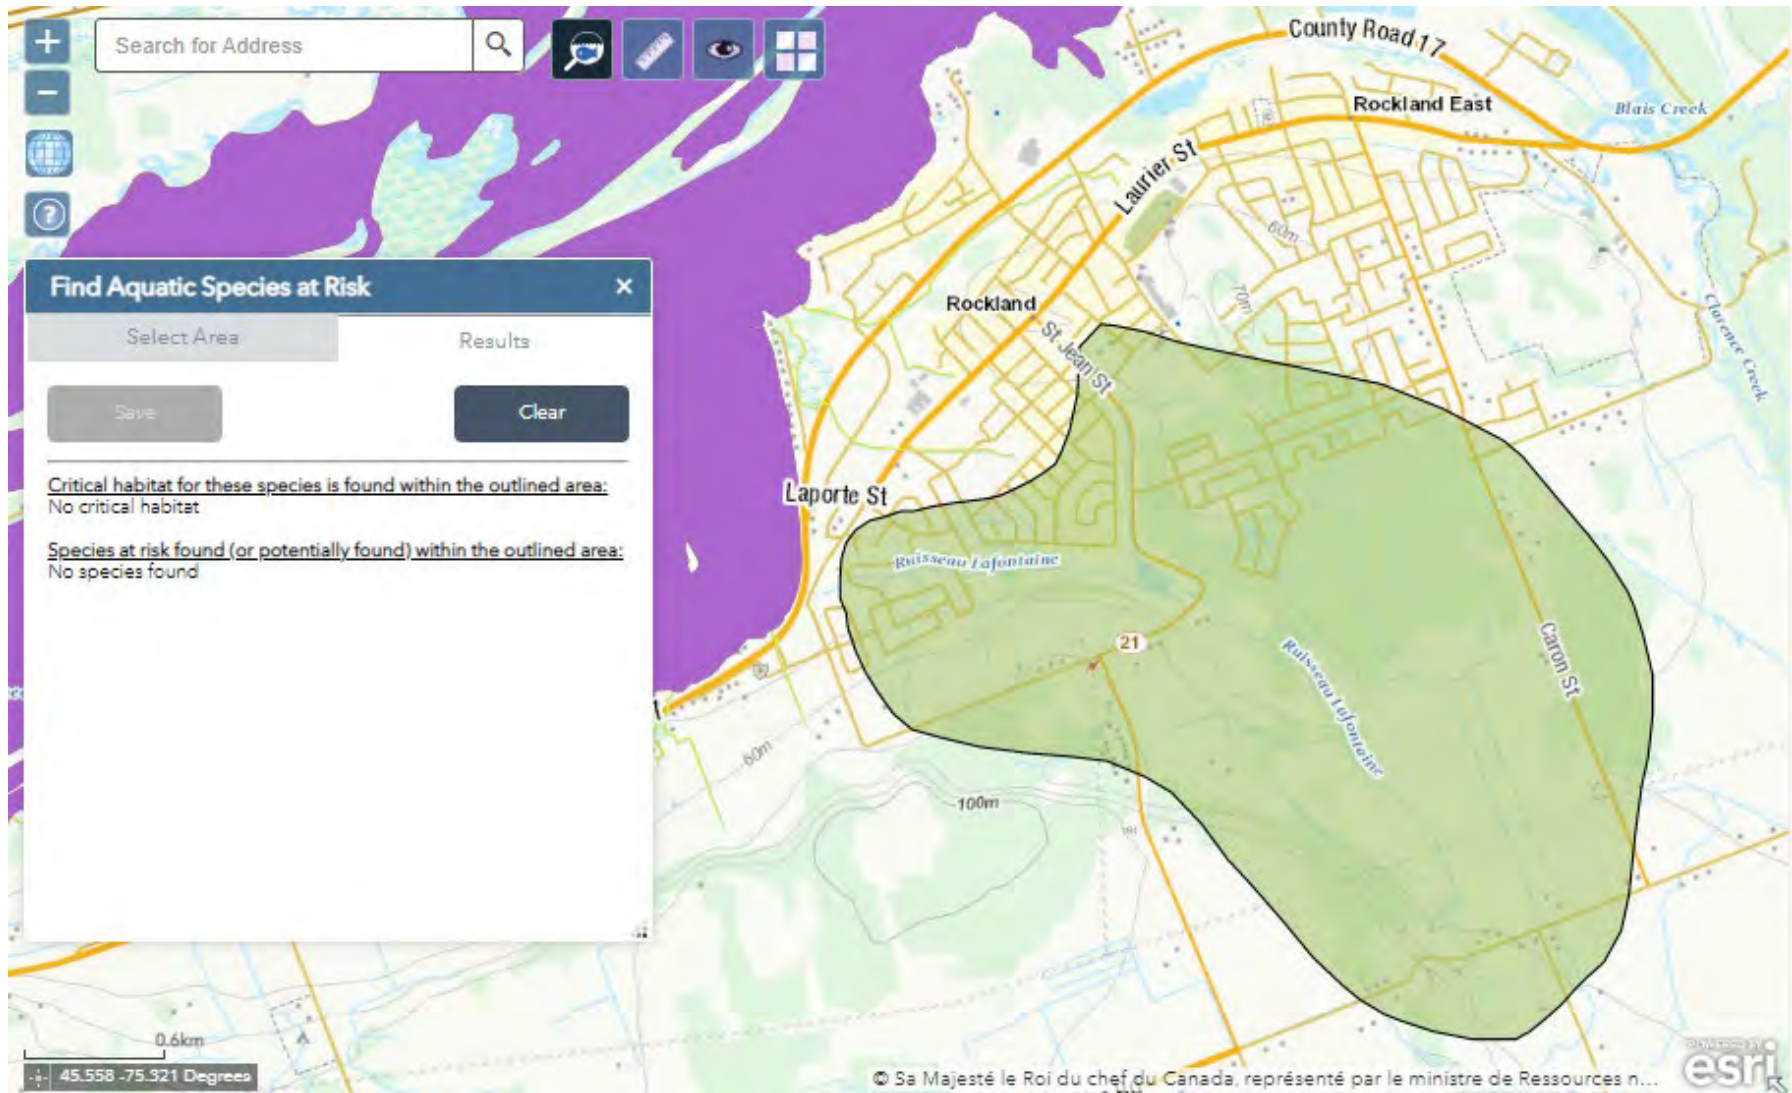 +
Search for Address
−
?
Find Aquatic Species at Risk ×
Select Area
Results
Save
Clear
Critical habitat for these species is found within the outlined area:
No critical habitat
Species at risk found (or potentially found) within the outlined area:
No species found
County Road 17
Rockland East
Blais Creek
Laurier St
60m
70m
Rockland
St Jean St
Clarence Creek
Laporte St
Ruisseau Lafontaine
21
Ruisseau Lafontaine
Caron St
60m
100m
0.6km
45.558 -75.321 Degrees
© Sa Majesté le Roi du chef du Canada, représenté par le ministre de Ressources n...
POWERED BY
esri